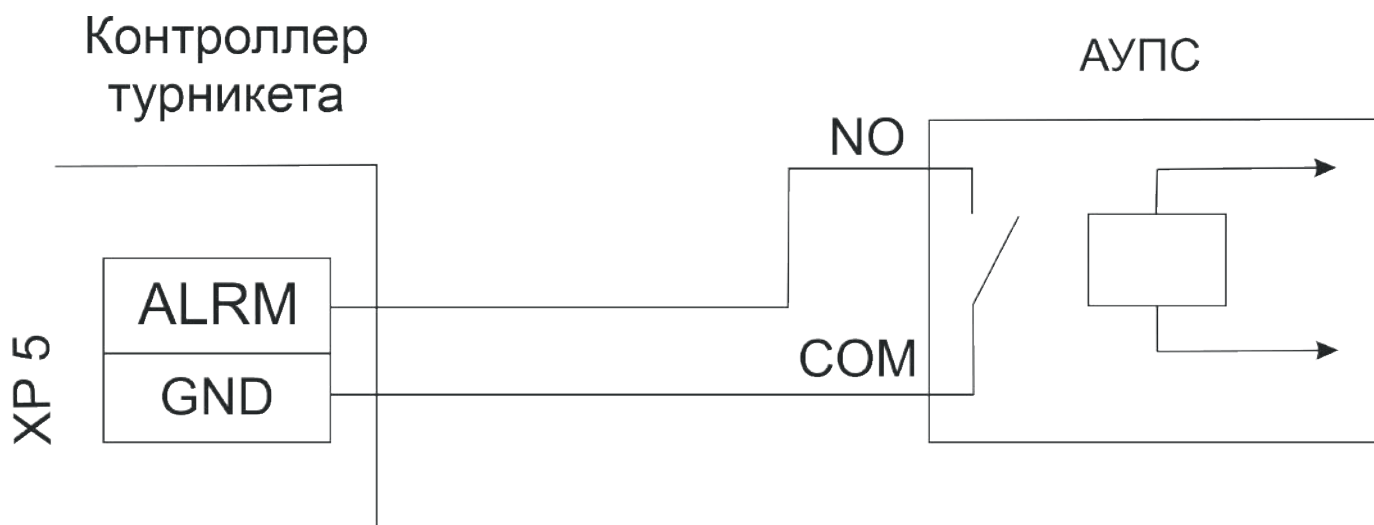 Контроллер
турникета
АУПС
NO
ALRM
COM
GND
XP 5